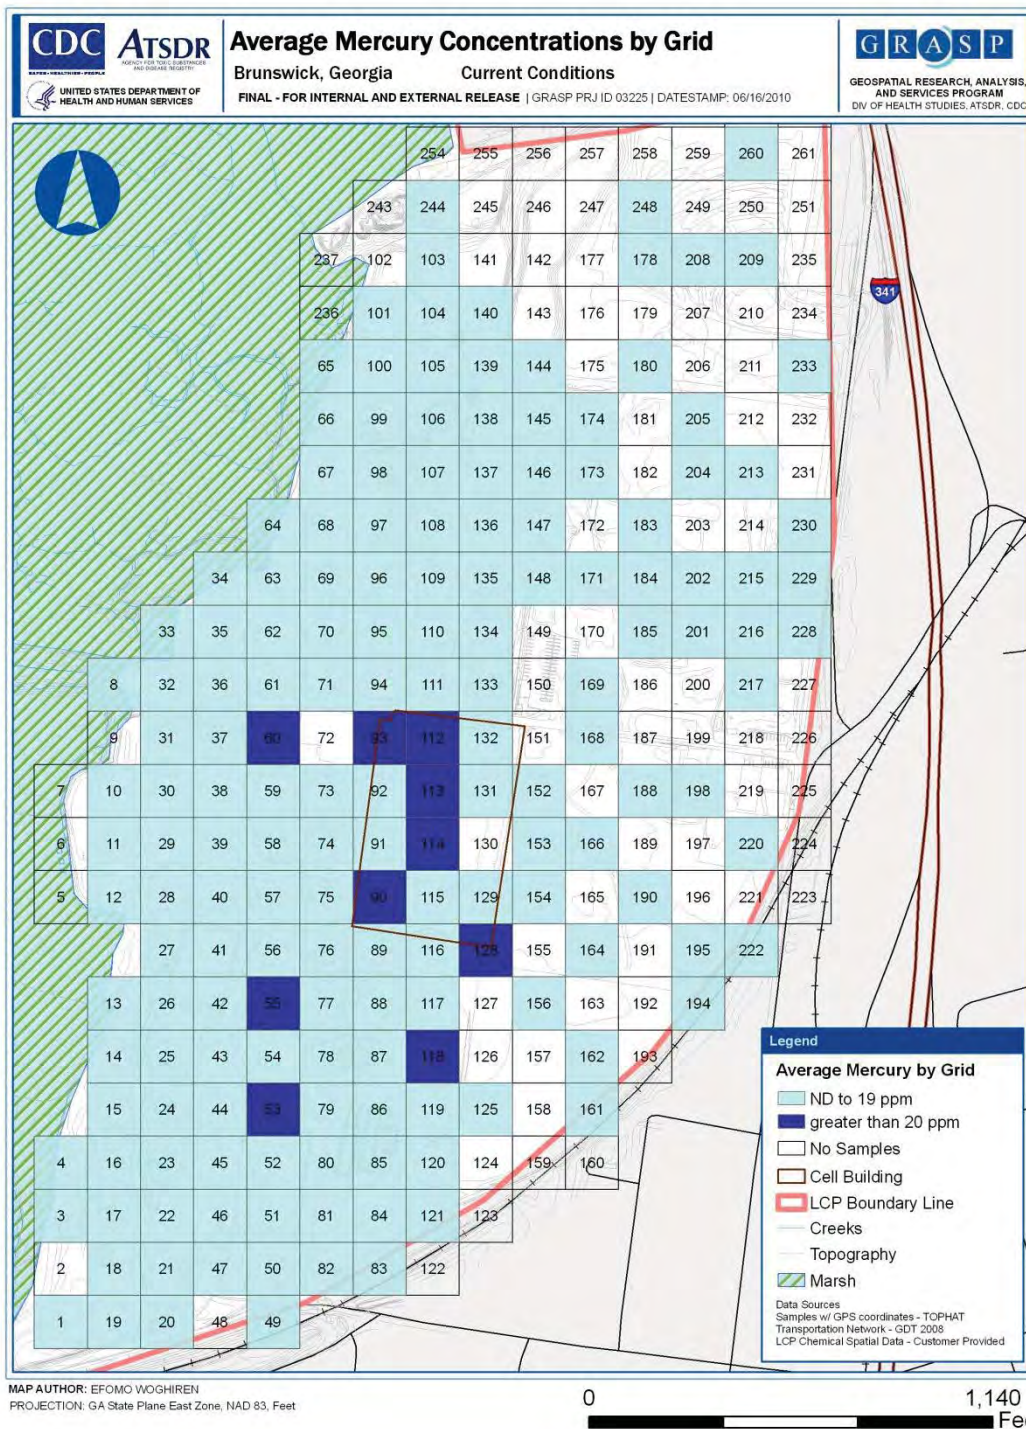 CDC
SAFER • HEALTHIER • PEOPLE
ATSDR
AGENCY FOR TOXIC SUBSTANCES
AND DISEASE REGISTRY
UNITED STATES DEPARTMENT OF
HEALTH AND HUMAN SERVICES
Average Mercury Concentrations by Grid
Brunswick, Georgia Current Conditions
FINAL - FOR INTERNAL AND EXTERNAL RELEASE | GRASP PRJ ID 03225 | DATESTAMP: 06/16/2010
GRASP
GEOSPATIAL RESEARCH, ANALYSIS,
AND SERVICES PROGRAM
DIV OF HEALTH STUDIES, ATSDR, CDC
254 255 256 257 258 259 260 261
243 244 245 246 247 248 249 250 251
237 102 103 141 142 177 178 208 209 235
341
236 101 104 140 143 176 179 207 210 234
65 100 105 139 144 175 180 206 211 233
66 99 106 138 145 174 181 205 212 232
67 98 107 137 146 173 182 204 213 231
64 68 97 108 136 147 172 183 203 214 230
34 63 69 96 109 135 148 171 184 202 215 229
33 35 62 70 95 110 134 149 170 185 201 216 228
8 32 36 61 71 94 111 133 150 169 186 200 217 227
9 31 37 60 72 93 112 132 151 168 187 199 218 226
7 10 30 38 59 73 92 113 131 152 167 188 198 219 225
6 11 29 39 58 74 91 114 130 153 166 189 197 220 224
5 12 28 40 57 75 90 115 129 154 165 190 196 221 223
27 41 56 76 89 116 128 155 164 191 195 222
13 26 42 55 77 88 117 127 156 163 192 194
14 25 43 54 78 87 118 126 157 162 193
15 24 44 53 79 86 119 125 158 161
4 16 23 45 52 80 85 120 124 159 160
3 17 22 46 51 81 84 121 123
2 18 21 47 50 82 83 122
1 19 20 48 49
Legend
Average Mercury by Grid
ND to 19 ppm
greater than 20 ppm
No Samples
Cell Building
LCP Boundary Line
Creeks
Topography
Marsh
Data Sources
Samples w/ GPS coordinates - TOPHAT
Transportation Network - GDT 2008
LCP Chemical Spatial Data - Customer Provided
MAP AUTHOR: EFOMO WOGHIREN
PROJECTION: GA State Plane East Zone, NAD 83, Feet
0 1,140
Fee